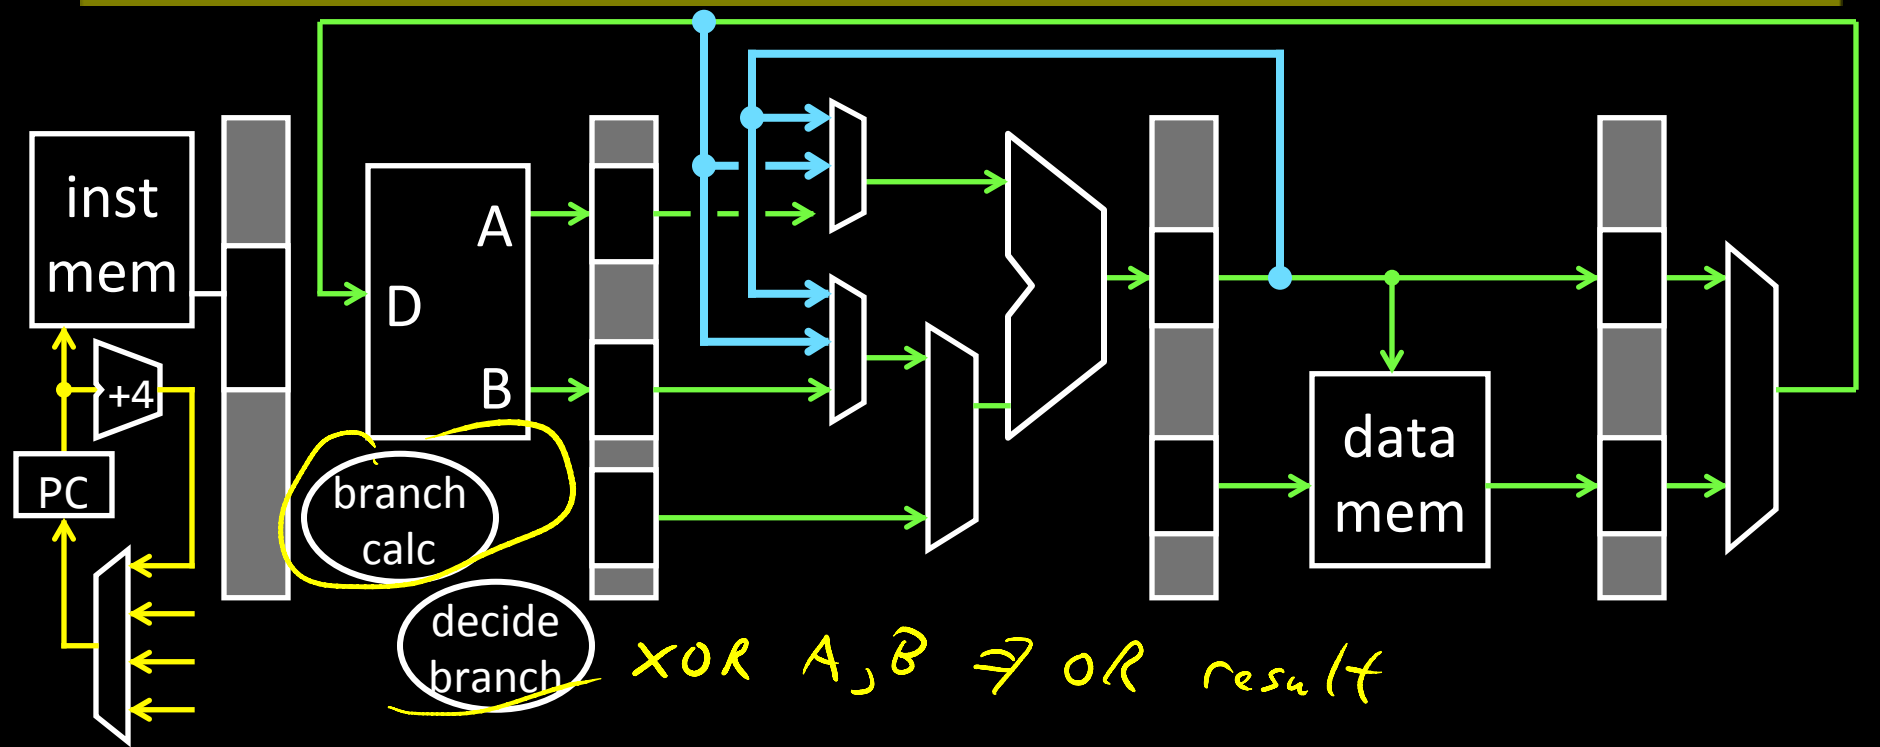 inst
mem
+4
PC
A
D
B
branch
calc
decide
branch
data
mem
XOR A, B ⇒ OR result